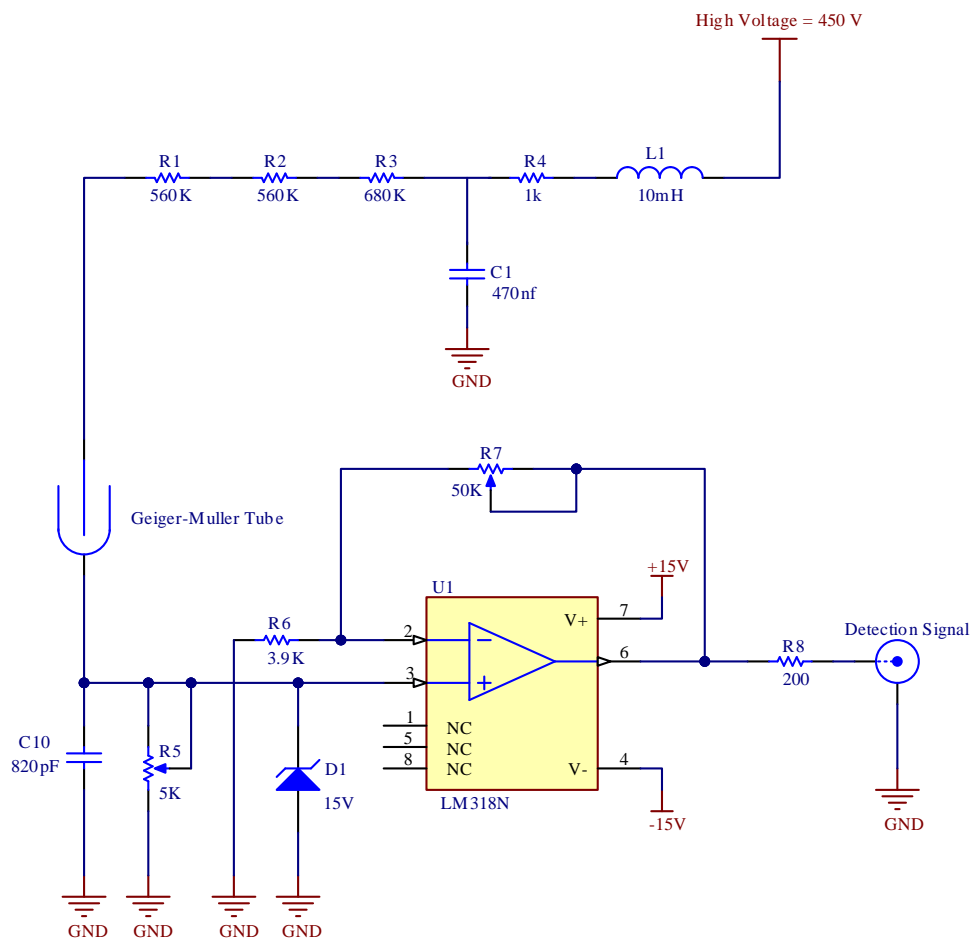 High Voltage = 450 V
R1
560K
R2
560K
R3
680K
R4
1k
L1
10mH
C1
470nf
GND
R7
50K
Geiger-Muller Tube
+15V
U1
V+
7
R6
3.9K
2
6
R8
200
Detection Signal
3
1
NC
5
NC
8
NC
V-
4
C10
820pF
R5
5K
D1
15V
LM318N
-15V
GND
GND
GND
GND
GND